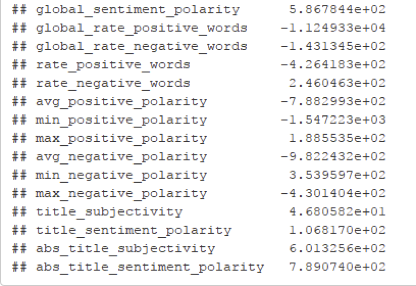 ## global_sentiment_polarity 5.867844e+02
## global_rate_positive_words -1.124933e+04
## global_rate_negative_words -1.431345e+02
## rate_positive_words -4.264183e+02
## rate_negative_words 2.460463e+02
## avg_positive_polarity -7.882993e+02
## min_positive_polarity -1.547223e+03
## max_positive_polarity 1.885535e+02
## avg_negative_polarity -9.822432e+02
## min_negative_polarity 3.539597e+02
## max_negative_polarity -4.301404e+02
## title_subjectivity 4.680582e+01
## title_sentiment_polarity 1.068170e+02
## abs_title_subjectivity 6.013256e+02
## abs_title_sentiment_polarity 7.890740e+02